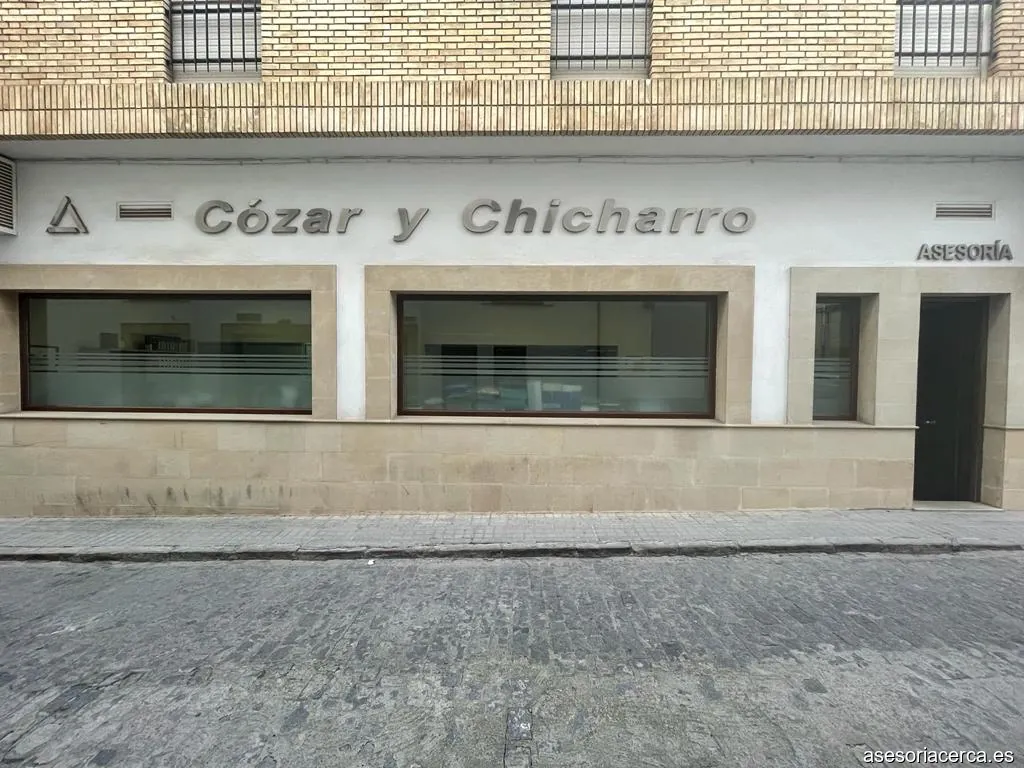 Cózar y Chicharro
ASESORÍA
asesoriacerca.es